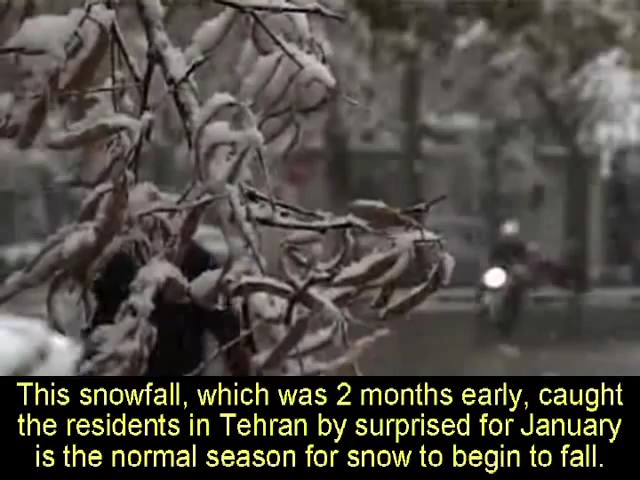 This snowfall, which was 2 months early, caught
the residents in Tehran by surprised for January
is the normal season for snow to begin to fall.